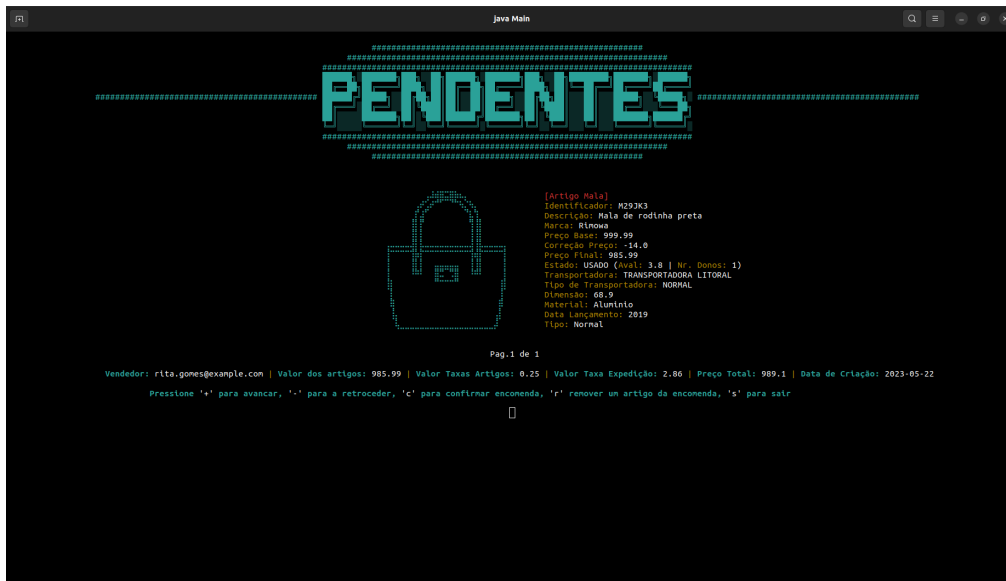 java Main
PENDENTES
[Artigo Mala]
Identificador: M29JK3
Descrição: Mala de rodinha preta
Marca: Rimowa
Preço Base: 999.99
Correção Preço: -14.0
Preço Final: 985.99
Estado: USADO (Aval: 3.8 | Nr. Donos: 1)
Transportadora: TRANSPORTADORA LITORAL
Tipo de Transportadora: NORMAL
Dimensão: 68.9
Material: Aluminio
Data Lançamento: 2019
Tipo: Normal
Pag.1 de 1
Vendedor: rita.gomes@example.com | Valor dos artigos: 985.99 | Valor Taxas Artigos: 0.25 | Valor Taxa Expedição: 2.86 | Preço Total: 989.1 | Data de Criação: 2023-05-22
Pressione '+' para avancar, '-' para a retroceder, 'c' para confirmar encomenda, 'r' remover um artigo da encomenda, 's' para sair